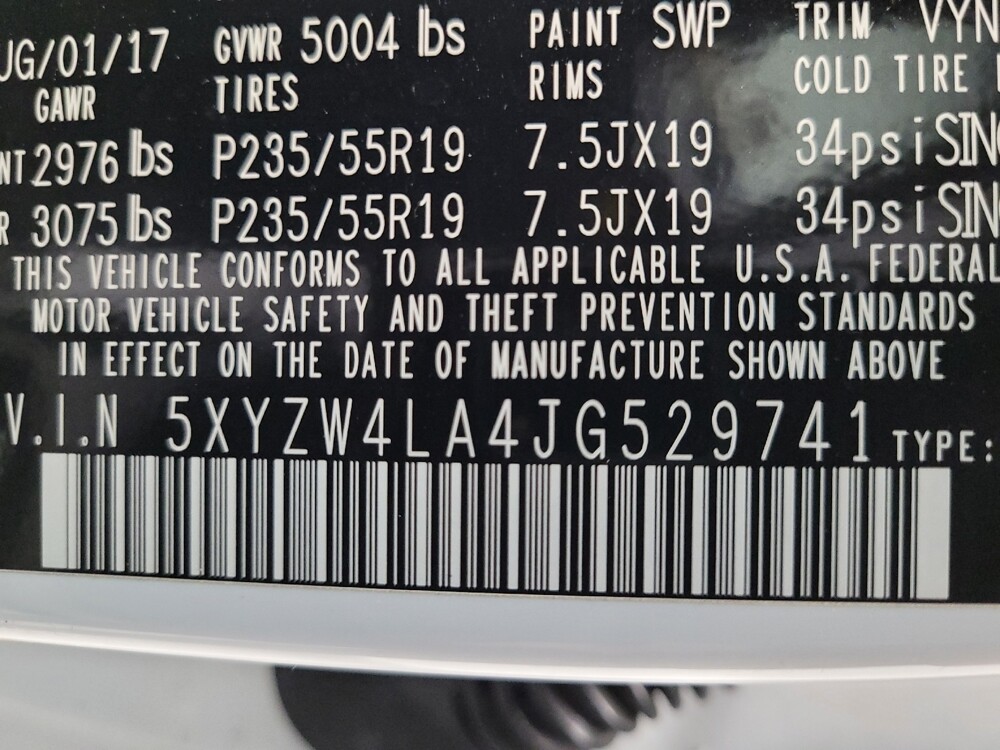 UG/01/17 GVWR 5004 lbs PAINT SWP TRIM VYN
GAWR TIRES RIMS COLD TIRE
NT 2976 lbs P235/55R19 7.5JX19 34psi SING
R 3075 lbs P235/55R19 7.5JX19 34psi SIN
THIS VEHICLE CONFORMS TO ALL APPLICABLE U.S.A. FEDERAL
MOTOR VEHICLE SAFETY AND THEFT PREVENTION STANDARDS
IN EFFECT ON THE DATE OF MANUFACTURE SHOWN ABOVE
V.I.N 5XYZW4LA4JG529741 TYPE: